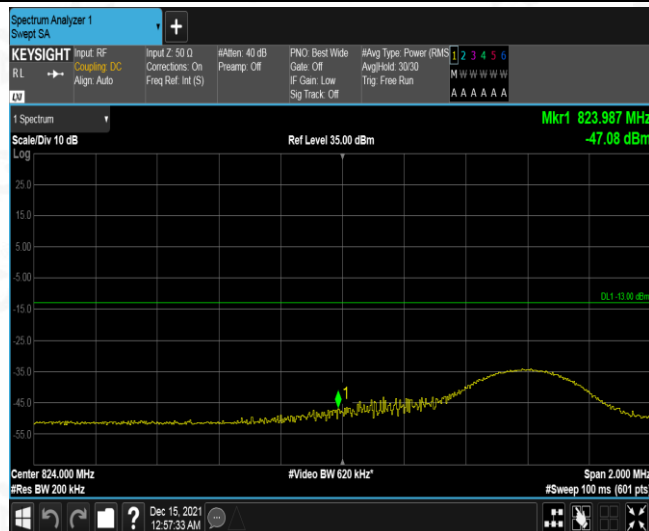 Spectrum Analyzer 1
Swept SA
+
KEYSIGHT
RL
Input: RF
Coupling: DC
Align: Auto
Input Z: 50 Ω
Corrections: On
Freq Ref: Int (S)
#Atten: 40 dB
Preamp: Off
PNO: Best Wide
Gate: Off
IF Gain: Low
Sig Track: Off
#Avg Type: Power (RMS
Avg|Hold: 30/30
Trig: Free Run
1 2 3 4 5 6
M W W W W W
A A A A A A
1 Spectrum
Scale/Div 10 dB
Ref Level 35.00 dBm
Mkr1 823.987 MHz
-47.08 dBm
Log
25.0
15.0
5.00
-5.00
DL1 -13.00 dBm
-15.0
-25.0
-35.0
1
-45.0
-55.0
Center 824.000 MHz
#Res BW 200 kHz
#Video BW 620 kHz*
Span 2.000 MHz
#Sweep 100 ms (601 pts)
?
Dec 15, 2021
12:57:33 AM